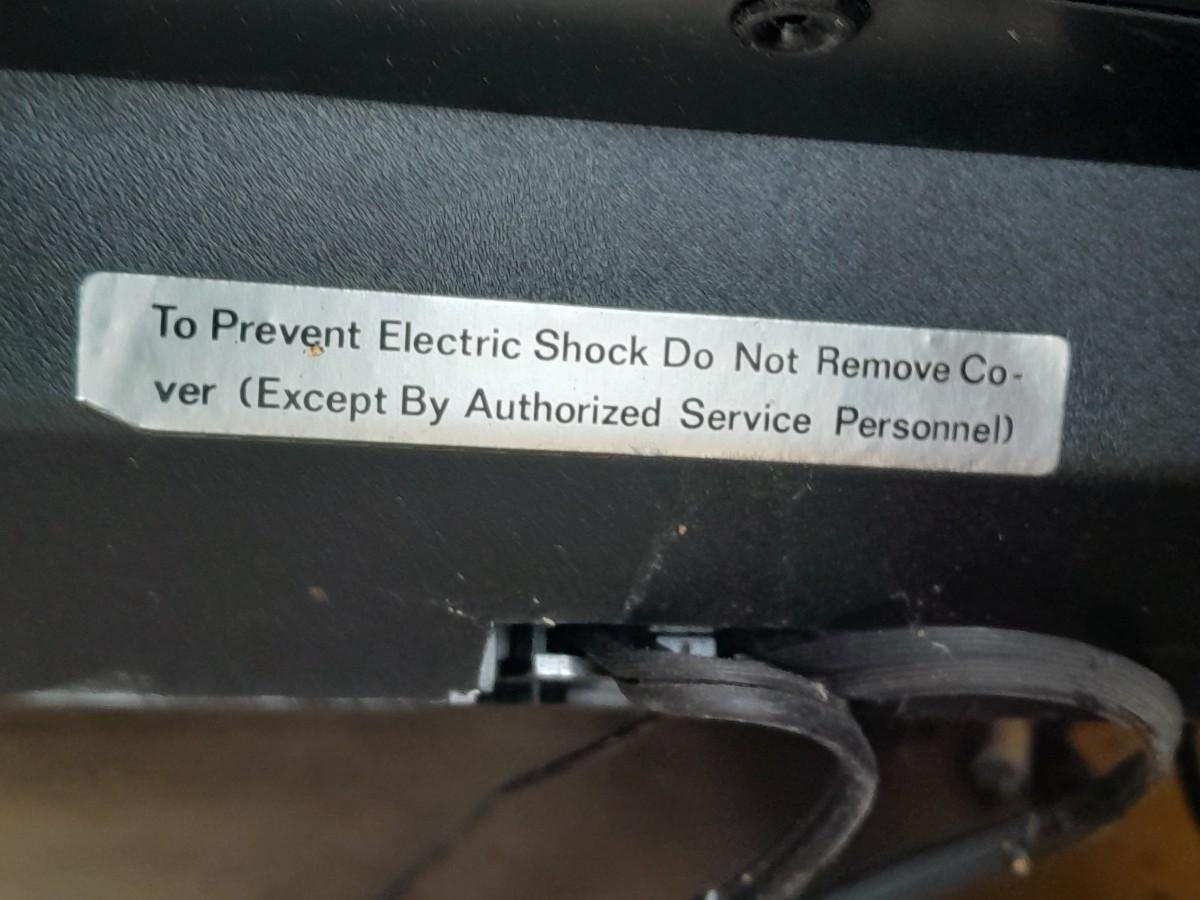 To Prevent Electric Shock Do Not Remove Co-
ver (Except By Authorized Service Personnel)